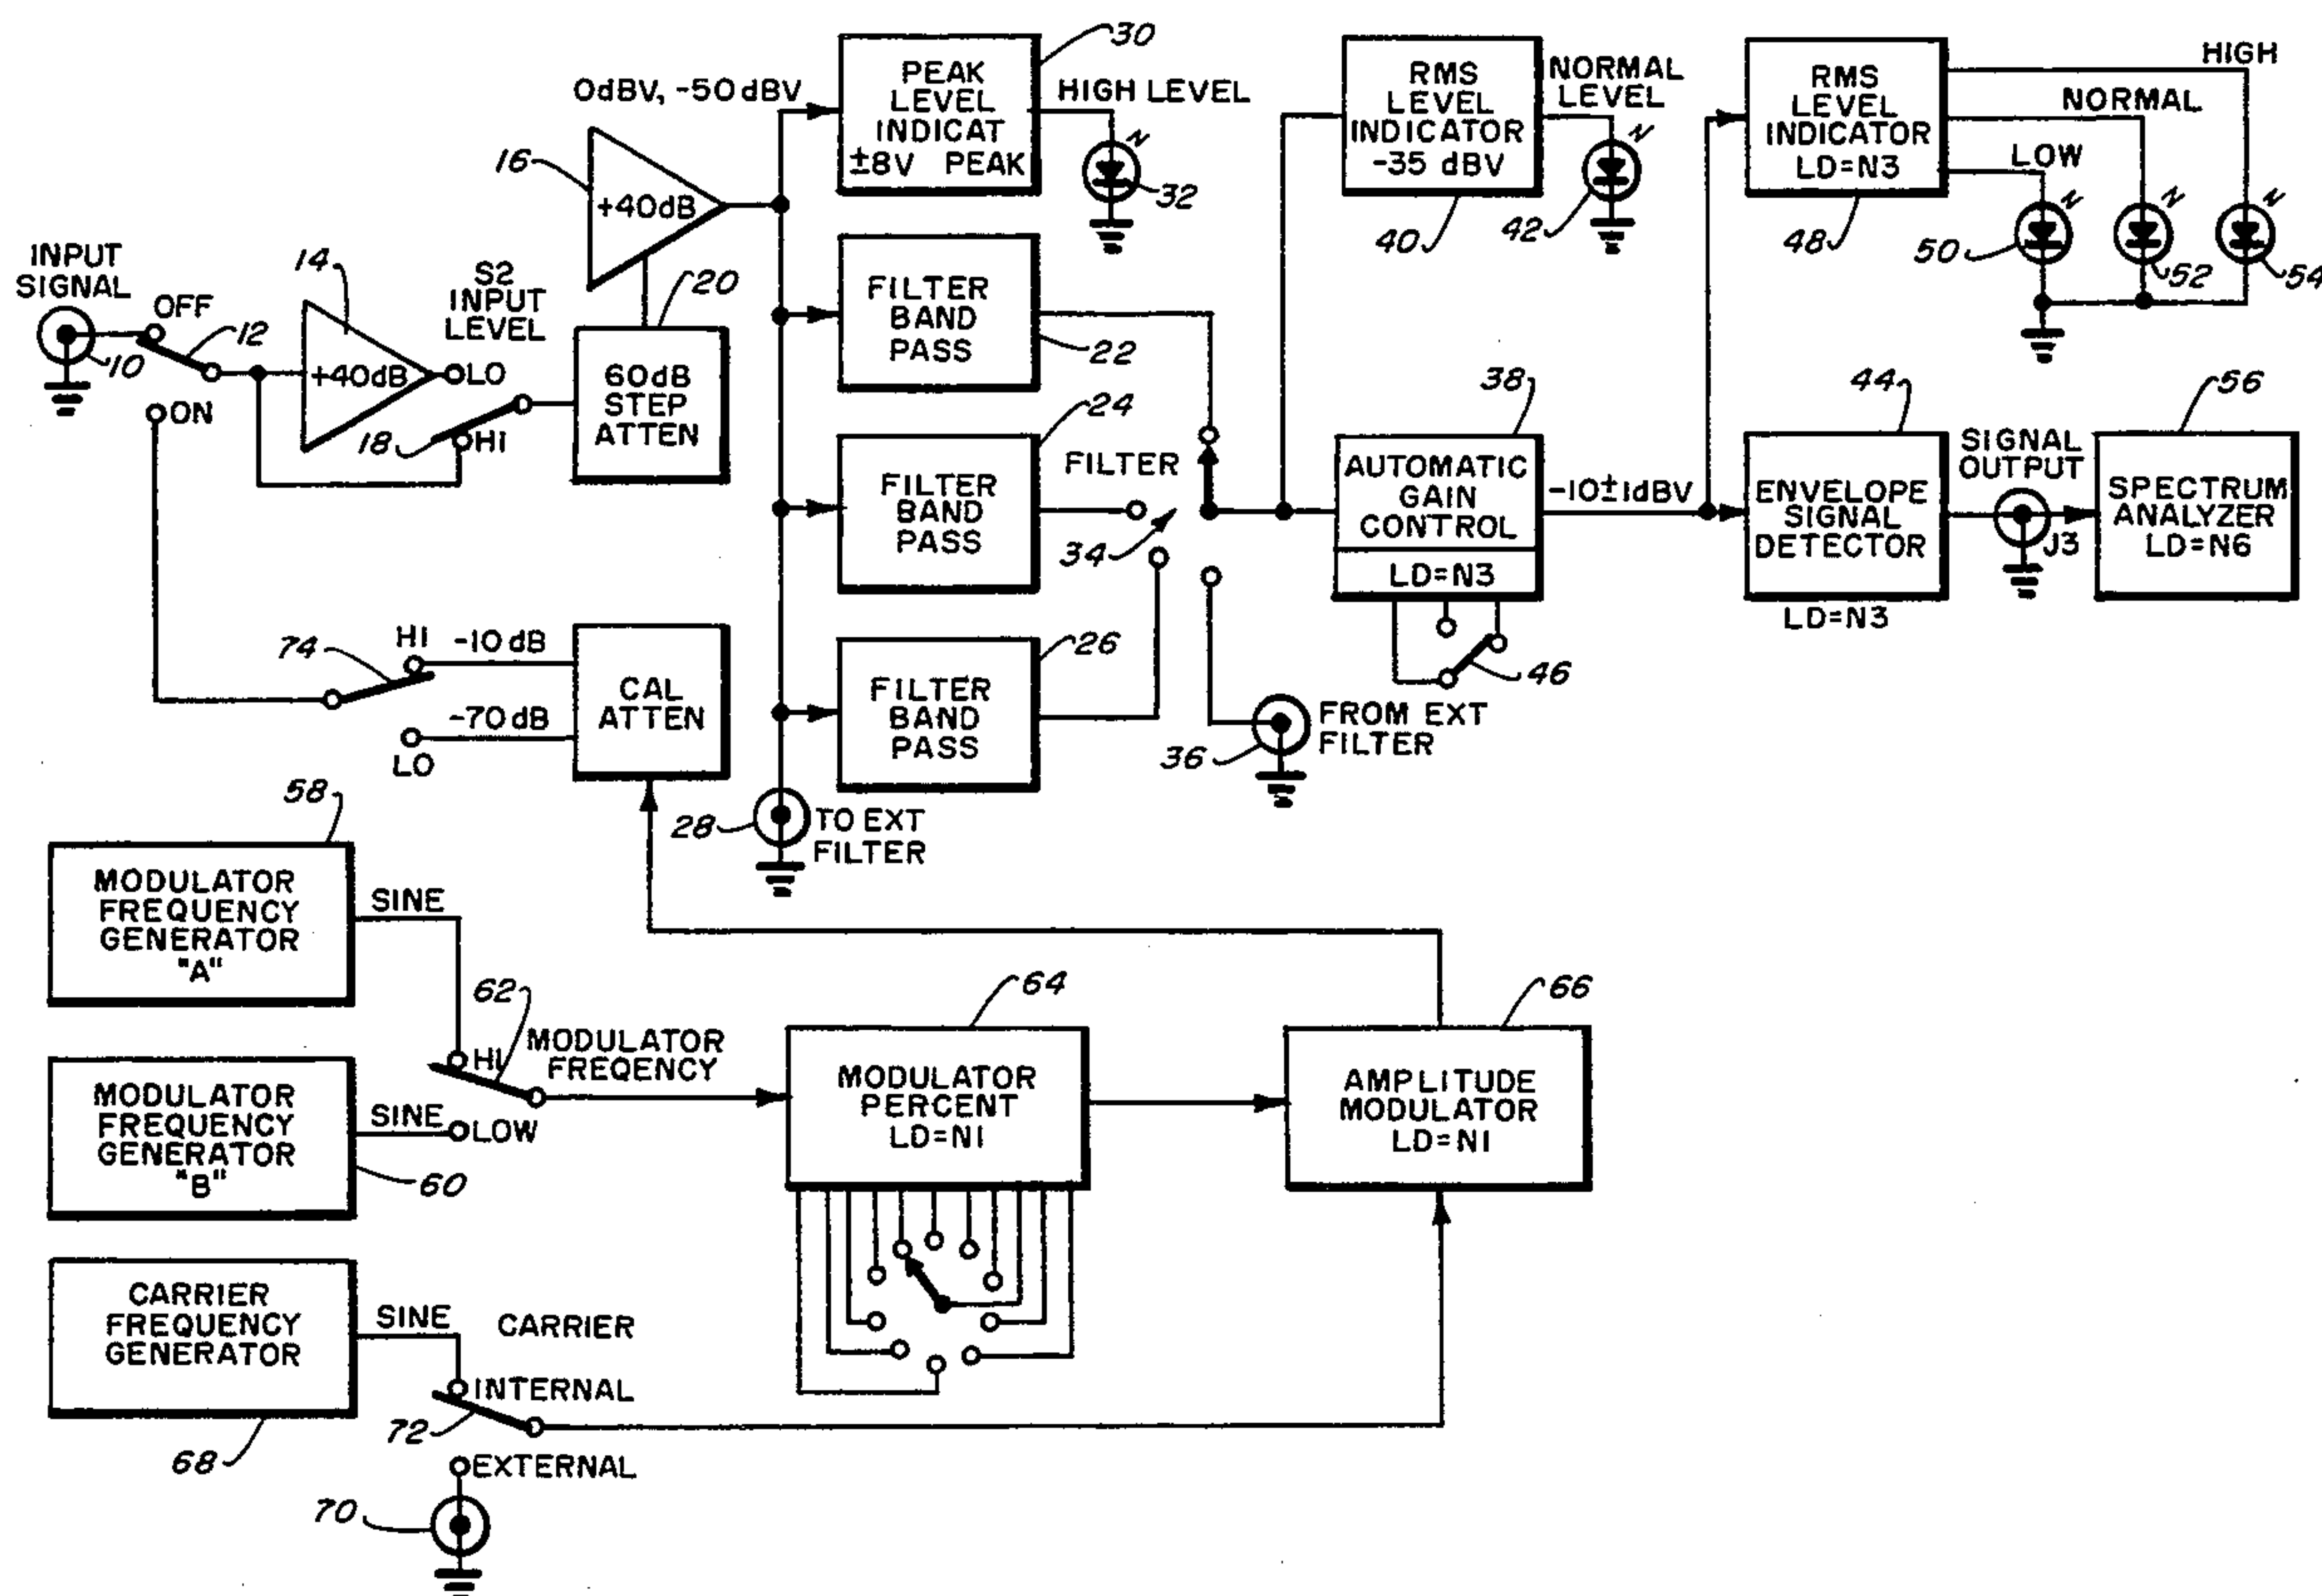 30
PEAK
LEVEL
INDICAT
±8V PEAK
0dBV, -50dBV
HIGH LEVEL
32
16
+40dB
RMS
LEVEL
INDICATOR
-35 dBV
NORMAL
LEVEL
40
42
RMS
LEVEL
INDICATOR
LD=N3
HIGH
NORMAL
LOW
48
50
52
54
INPUT
SIGNAL
10
OFF
12
ON
14
+40dB
S2
INPUT
LEVEL
LO
18
HI
20
60dB
STEP
ATTEN
FILTER
BAND
PASS
22
24
FILTER
BAND
PASS
FILTER
34
26
FILTER
BAND
PASS
38
AUTOMATIC
GAIN
CONTROL
LD=N3
46
-10±1dBV
44
ENVELOPE
SIGNAL
DETECTOR
LD=N3
SIGNAL
OUTPUT
J3
56
SPECTRUM
ANALYZER
LD=N6
36
FROM EXT
FILTER
74
HI
-10dB
-70dB
LO
CAL
ATTEN
28
TO EXT
FILTER
58
MODULATOR
FREQUENCY
GENERATOR
"A"
SINE
62
HI
MODULATOR
FREQENCY
MODULATOR
FREQUENCY
GENERATOR
"B"
SINE
LOW
60
64
MODULATOR
PERCENT
LD=N1
66
AMPLITUDE
MODULATOR
LD=N1
CARRIER
FREQUENCY
GENERATOR
68
SINE
CARRIER
INTERNAL
72
EXTERNAL
70